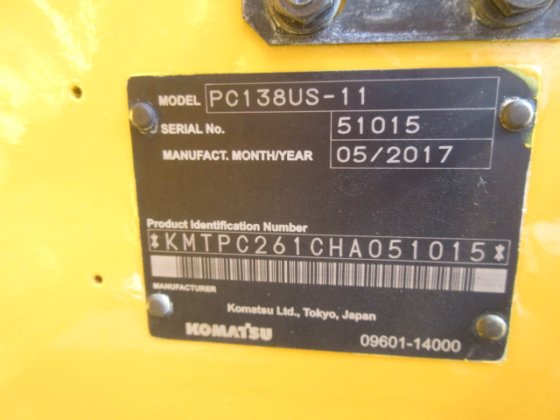 MODEL PC138US-11
SERIAL No. 51015
MANUFACT. MONTH/YEAR 05/2017
Product Identification Number
*KMTPC261CHA051015*
MANUFACTURER
Komatsu Ltd., Tokyo, Japan
KOMATSU 09601-14000